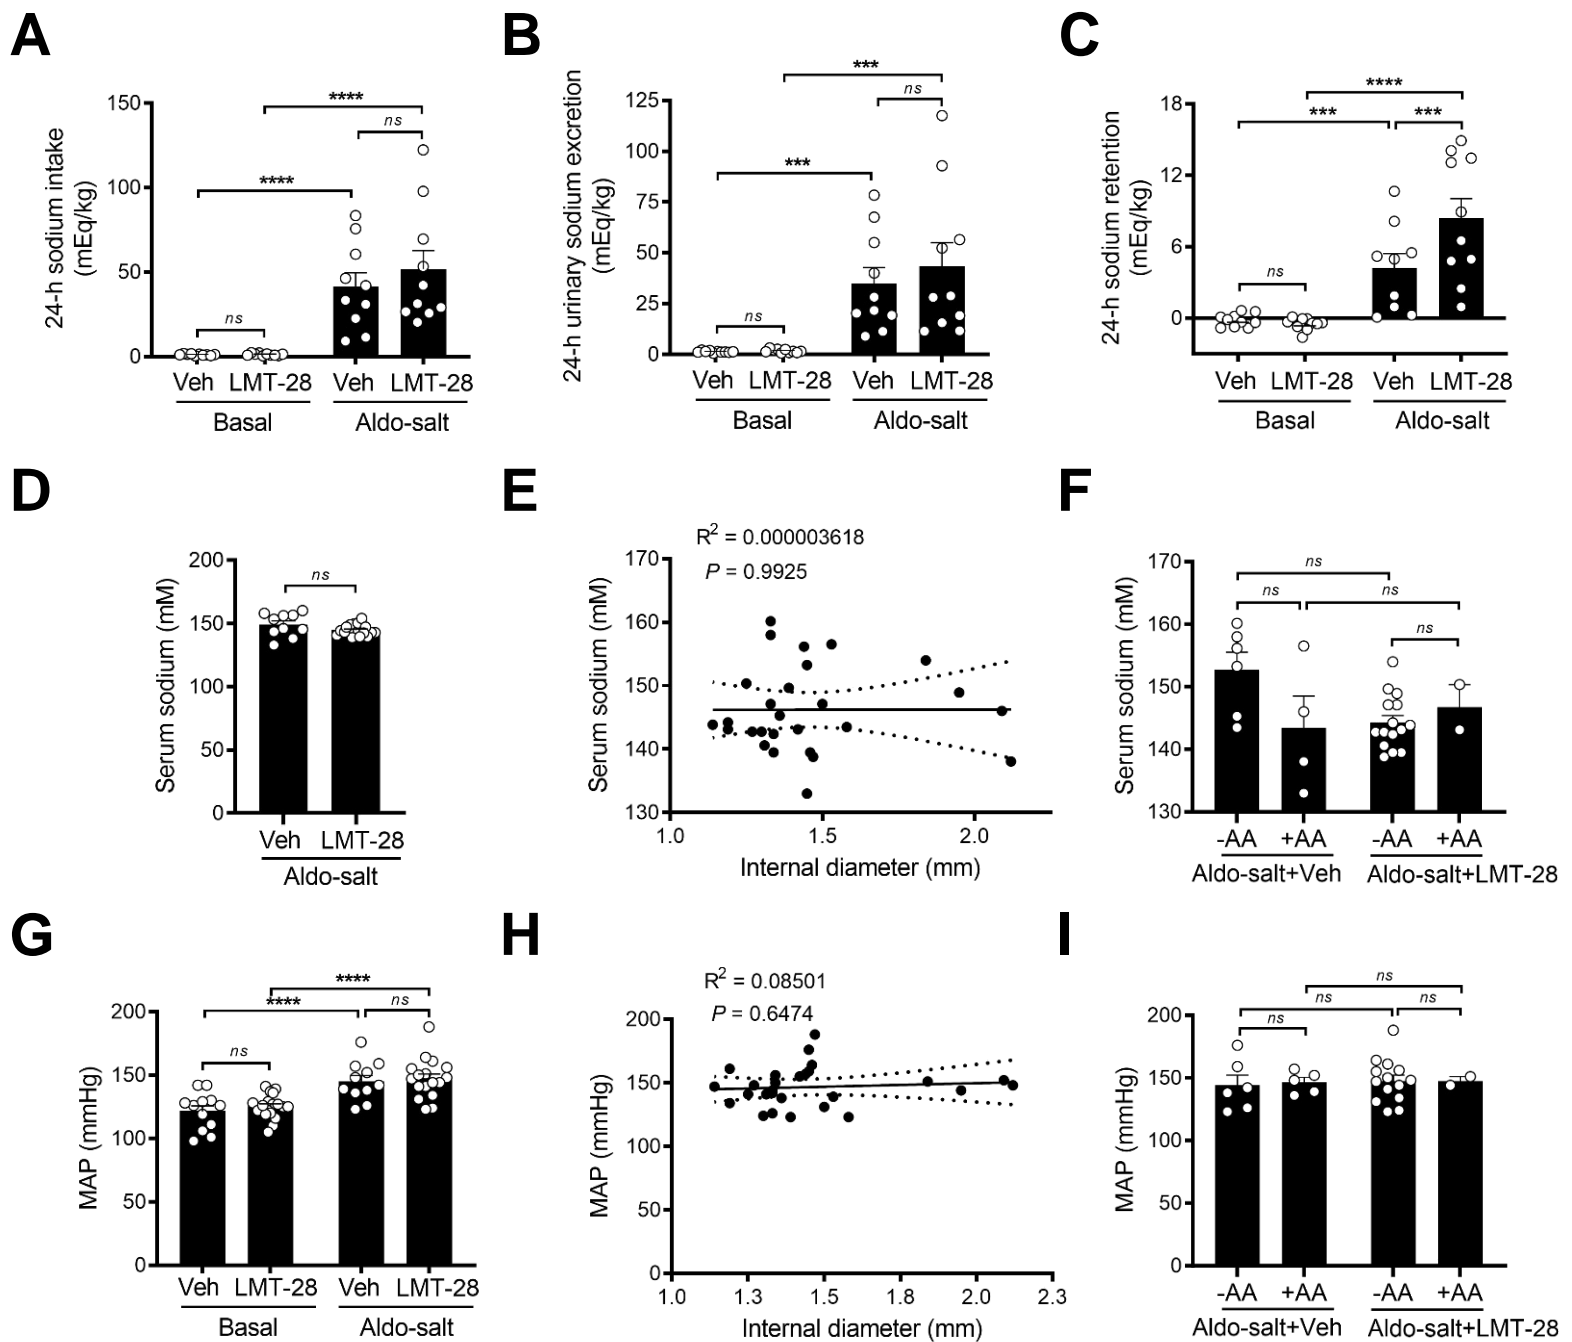 A
24-h sodium intake
(mEq/kg)
150
100
50
0
****
****
ns
ns
Veh LMT-28 Veh LMT-28
Basal Aldo-salt
B
24-h urinary sodium excretion
(mEq/kg)
125
100
75
50
25
0
***
ns
***
ns
Veh LMT-28 Veh LMT-28
Basal Aldo-salt
C
24-h sodium retention
(mEq/kg)
18
12
6
0
****
*** ***
ns
Veh LMT-28 Veh LMT-28
Basal Aldo-salt
D
Serum sodium (mM)
200
150
100
50
0
ns
Veh LMT-28
Aldo-salt
E
R2 = 0.000003618
P = 0.9925
Serum sodium (mM)
170
160
150
140
130
1.0 1.5 2.0
Internal diameter (mm)
F
Serum sodium (mM)
170
160
150
140
130
ns
ns ns
ns
-AA +AA -AA +AA
Aldo-salt+Veh Aldo-salt+LMT-28
G
MAP (mmHg)
200
150
100
50
0
****
**** ns
ns
Veh LMT-28 Veh LMT-28
Basal Aldo-salt
H
R2 = 0.08501
P = 0.6474
MAP (mmHg)
200
150
100
50
0
1.0 1.3 1.5 1.8 2.0 2.3
Internal diameter (mm)
I
MAP (mmHg)
200
150
100
50
0
ns
ns ns
ns
-AA +AA -AA +AA
Aldo-salt+Veh Aldo-salt+LMT-28